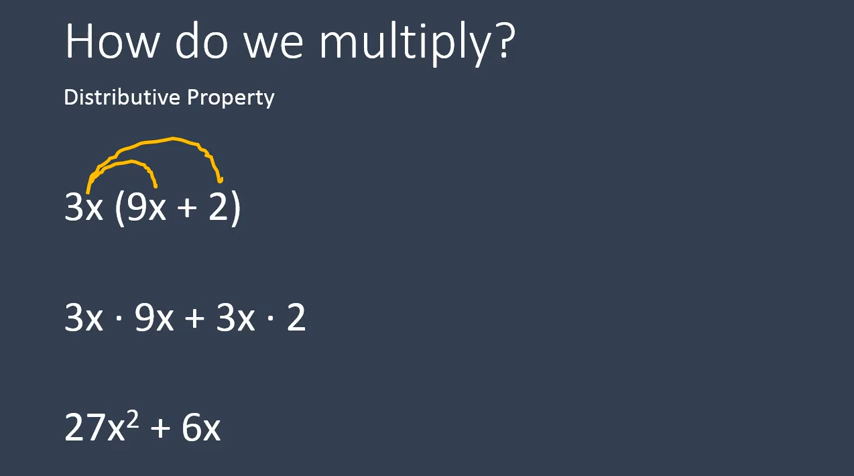 How do we multiply?
Distributive Property
3x (9x + 2)
3x · 9x + 3x · 2
27x² + 6x